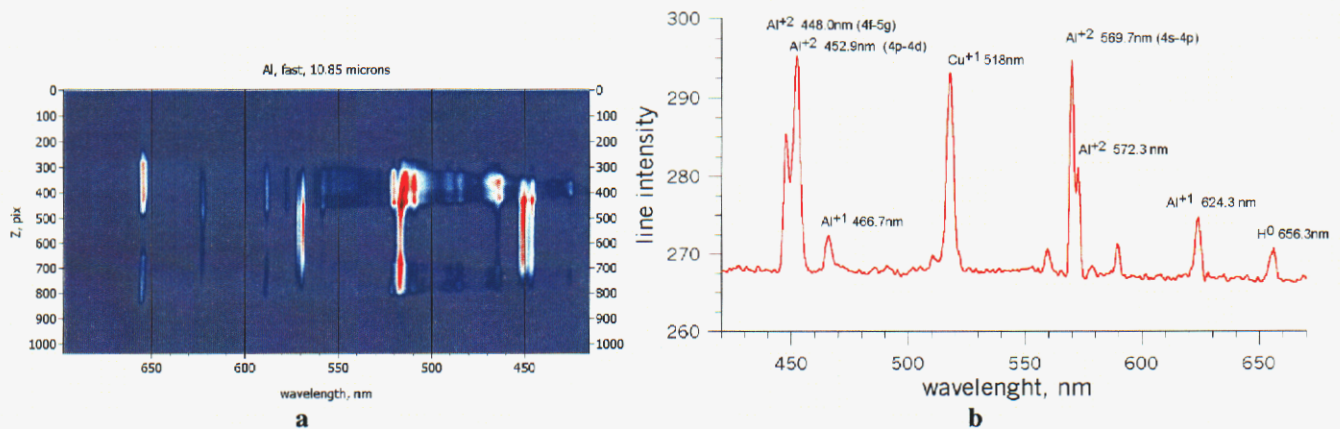 Al, fast, 10.85 microns
0
100
200
300
400
500
600
700
800
900
1000
Z, pix
0
100
200
300
400
500
600
700
800
900
1000
650
600
550
500
450
wavelength, nm
a
300
290
280
270
260
line intensity
Al+2 448.0nm (4f-5g)
Al+2 452.9nm (4p-4d)
Al+1 466.7nm
Cu+1 518nm
Al+2 569.7nm (4s-4p)
Al+2 572.3 nm
Al+1 624.3 nm
H0 656.3nm
450
500
550
600
650
wavelenght, nm
b